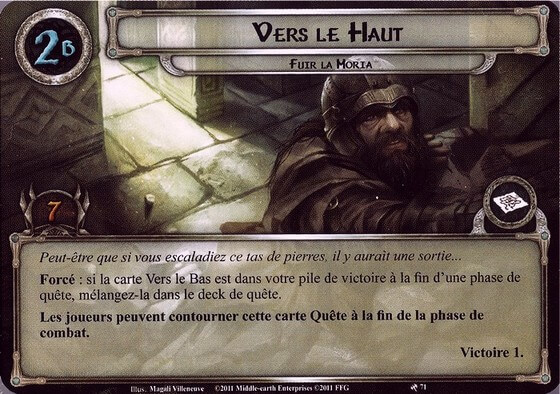 2B
VERS LE HAUT
FUIR LA MORIA
7
Peut-être que si vous escaladiez ce tas de pierres, il y aurait une sortie...
Forcé : si la carte Vers le Bas est dans votre pile de victoire à la fin d'une phase de
quête, mélangez-la dans le deck de quête.
Les joueurs peuvent contourner cette carte Quête à la fin de la phase de
combat.
Victoire 1.
Illus. Magali Villeneuve ©2011 Middle-earth Enterprises ©2011 FFG 71